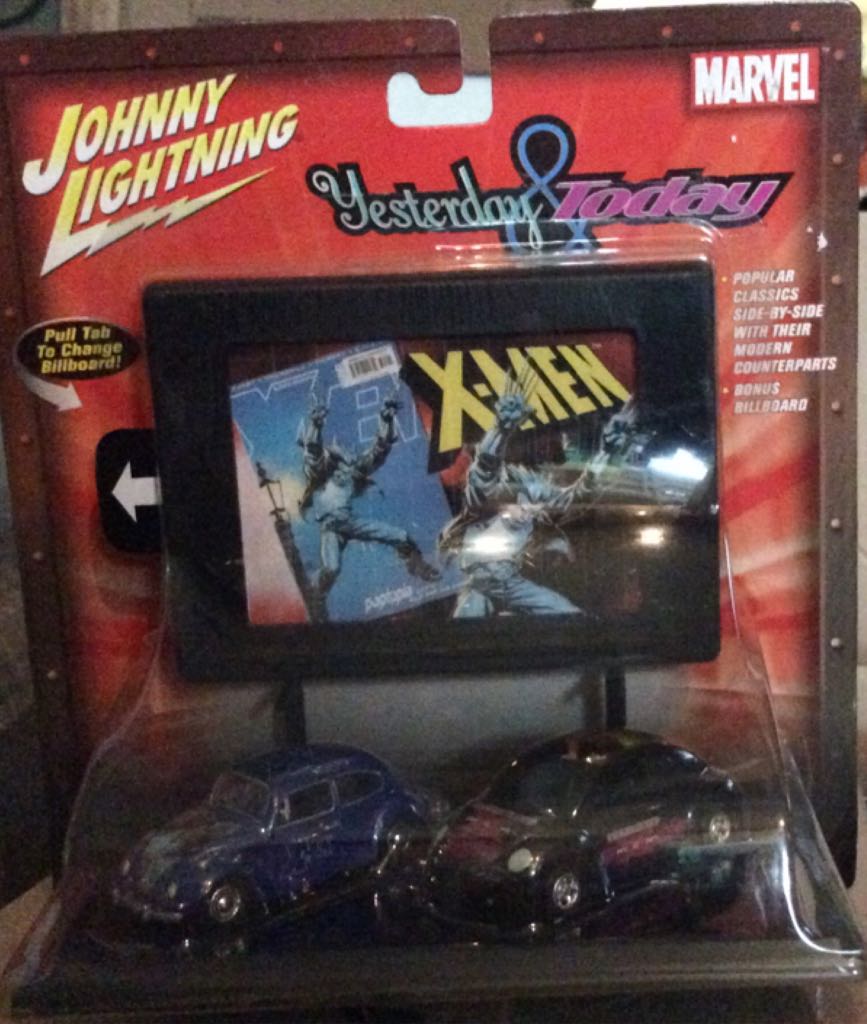 JOHNNY
LIGHTNING
MARVEL
Yesterday & Today
Pull Tab
To Change
Billboard!
• POPULAR
CLASSICS
SIDE-BY-SIDE
WITH THEIR
MODERN
COUNTERPARTS
• BONUS
BILLBOARD
X-MEN